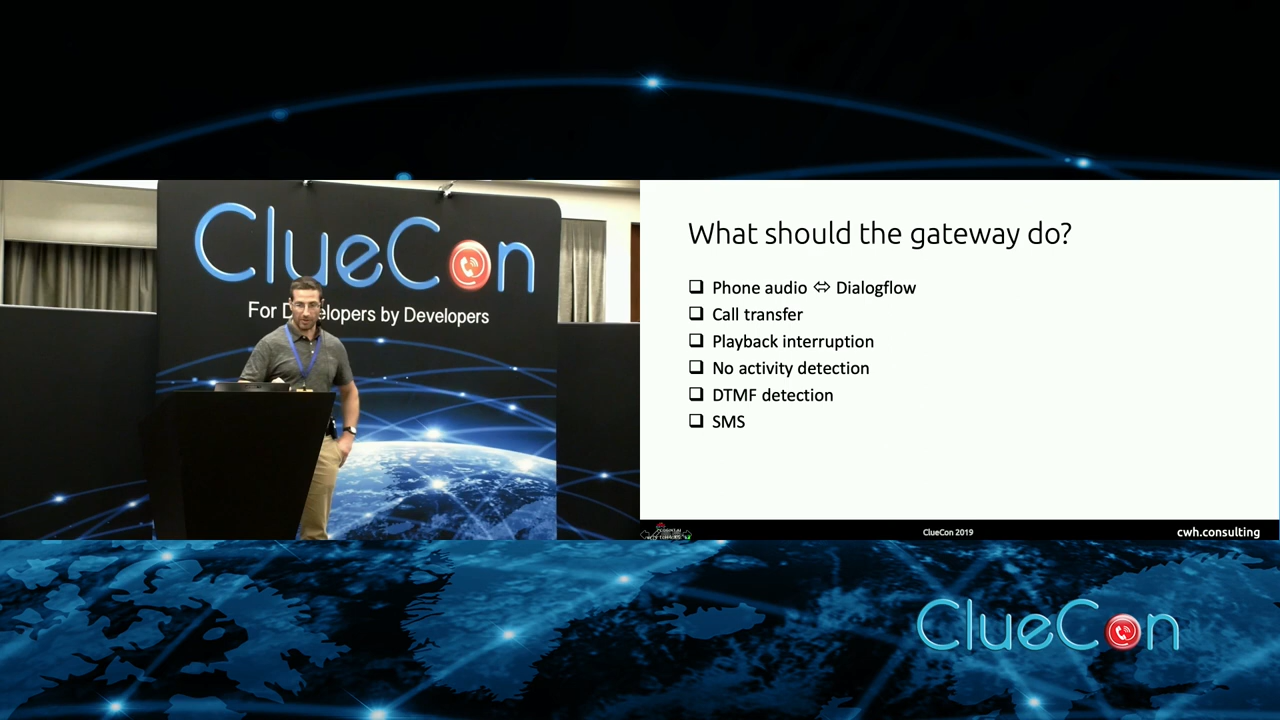 ClueCon
For Developers by Developers
What should the gateway do?
❑ Phone audio ⇔ Dialogflow
❑ Call transfer
❑ Playback interruption
❑ No activity detection
❑ DTMF detection
❑ SMS
ClueCon 2019
cwh.consulting
ClueCon